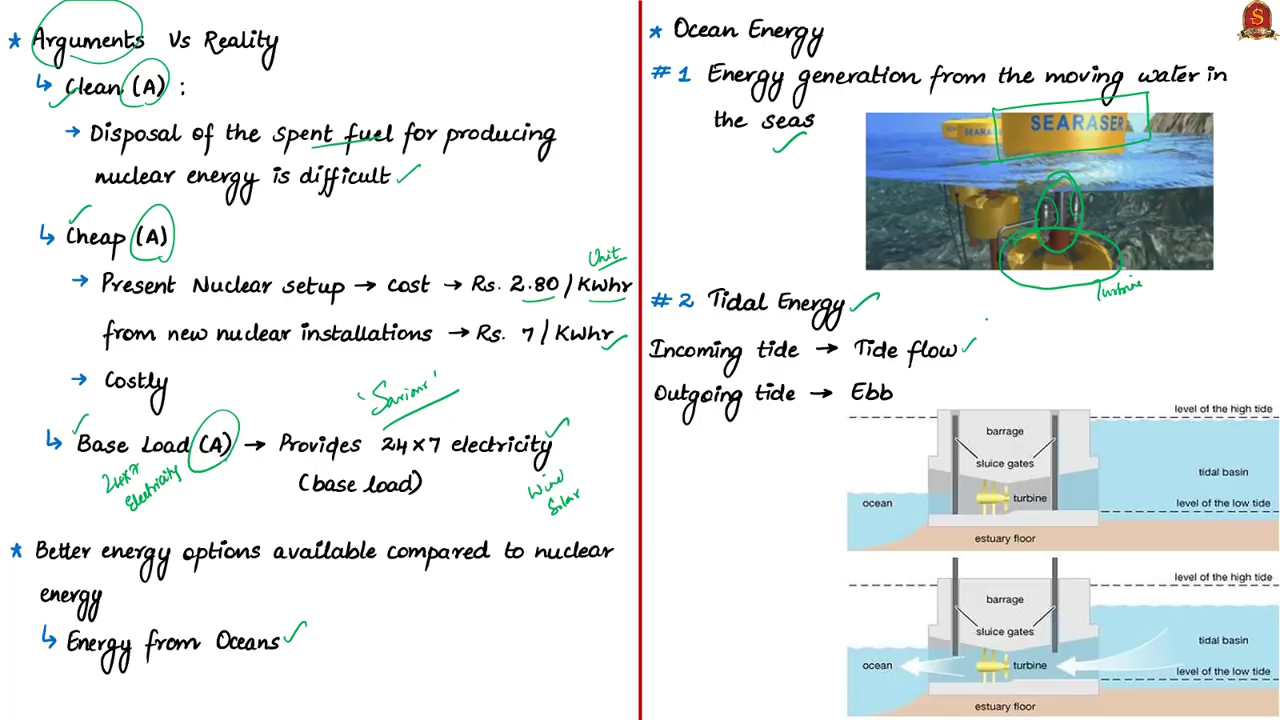 * Arguments Vs Reality
↳ Clean (A) :
→ Disposal of the spent fuel for producing
nuclear energy is difficult
↳ Cheap (A)
Unit
→ Present Nuclear setup → cost → Rs. 2.80 / KWhr
from new nuclear installations → Rs. 7 / KWhr
→ Costly
'Saviour'
↳ Base Load (A) → Provides 24×7 electricity
(base load)
24×7
Electricity
Wind
Solar
* Better energy options available compared to nuclear
energy
↳ Energy from Oceans
* Ocean Energy
# 1 Energy generation from the moving water in
the seas
SEARASER
SEARASER
Turbine
# 2 Tidal Energy
Incoming tide → Tide flow
Outgoing tide → Ebb
level of the high tide
barrage
sluice gates
tidal basin
ocean
turbine
level of the low tide
estuary floor
level of the high tide
barrage
sluice gates
tidal basin
ocean
turbine
level of the low tide
estuary floor
S